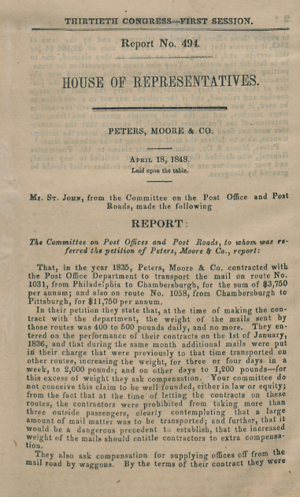 THIRTIETH CONGRESS—FIRST SESSION.
Report No. 494.
HOUSE OF REPRESENTATIVES.
PETERS, MOORE & CO.
APRIL 18, 1848.
Laid upon the table.
Mr. ST. JOHN, from the Committee on the Post Office and Post
Roads, made the following
REPORT:
The Committee on Post Offices and Post Roads, to whom was re-
ferred the petition of Peters, Moore & Co., report:
That, in the year 1835, Peters, Moore & Co. contracted with
the Post Office Department to transport the mail on route No.
1031, from Philadelphia to Chambersburg, for the sum of $3,750
per annum; and also on route No. 1058, from Chambersburg to
Pittsburg, for $11,750 per annum.
In their petition they state that, at the time of making the con-
tract with the department, the weight of the mails sent by
those routes was 400 to 500 pounds daily, and no more. They en-
tered on the performance of their contracts on the 1st of January,
1836, and that during the same month additional mails were put
in their charge that were previously to that time transported on
other routes, increasing the weight, for three or four days in a
week, to 2,000 pounds; and on other days to 1,200 pounds—for
this excess of weight they ask compensation. Your committee do
not conceive this claim to be well founded, either in law or equity;
from the fact that at the time of letting the contracts on these
routes, the contractors were prohibited from taking more than
three outside passengers, clearly contemplating that a large
amount of mail matter was to be transported; and further, that it
would be a dangerous precedent to establish, that the increased
weight of the mails should entitle contractors to extra compensa-
tion.
They also ask compensation for supplying offices off from the
mail road by waggons. By the terms of their contract they were